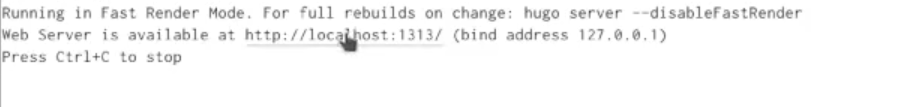 Running in Fast Render Mode. For full rebuilds on change: hugo server --disableFastRender
Web Server is available at http://localhost:1313/ (bind address 127.0.0.1)
Press Ctrl+C to stop